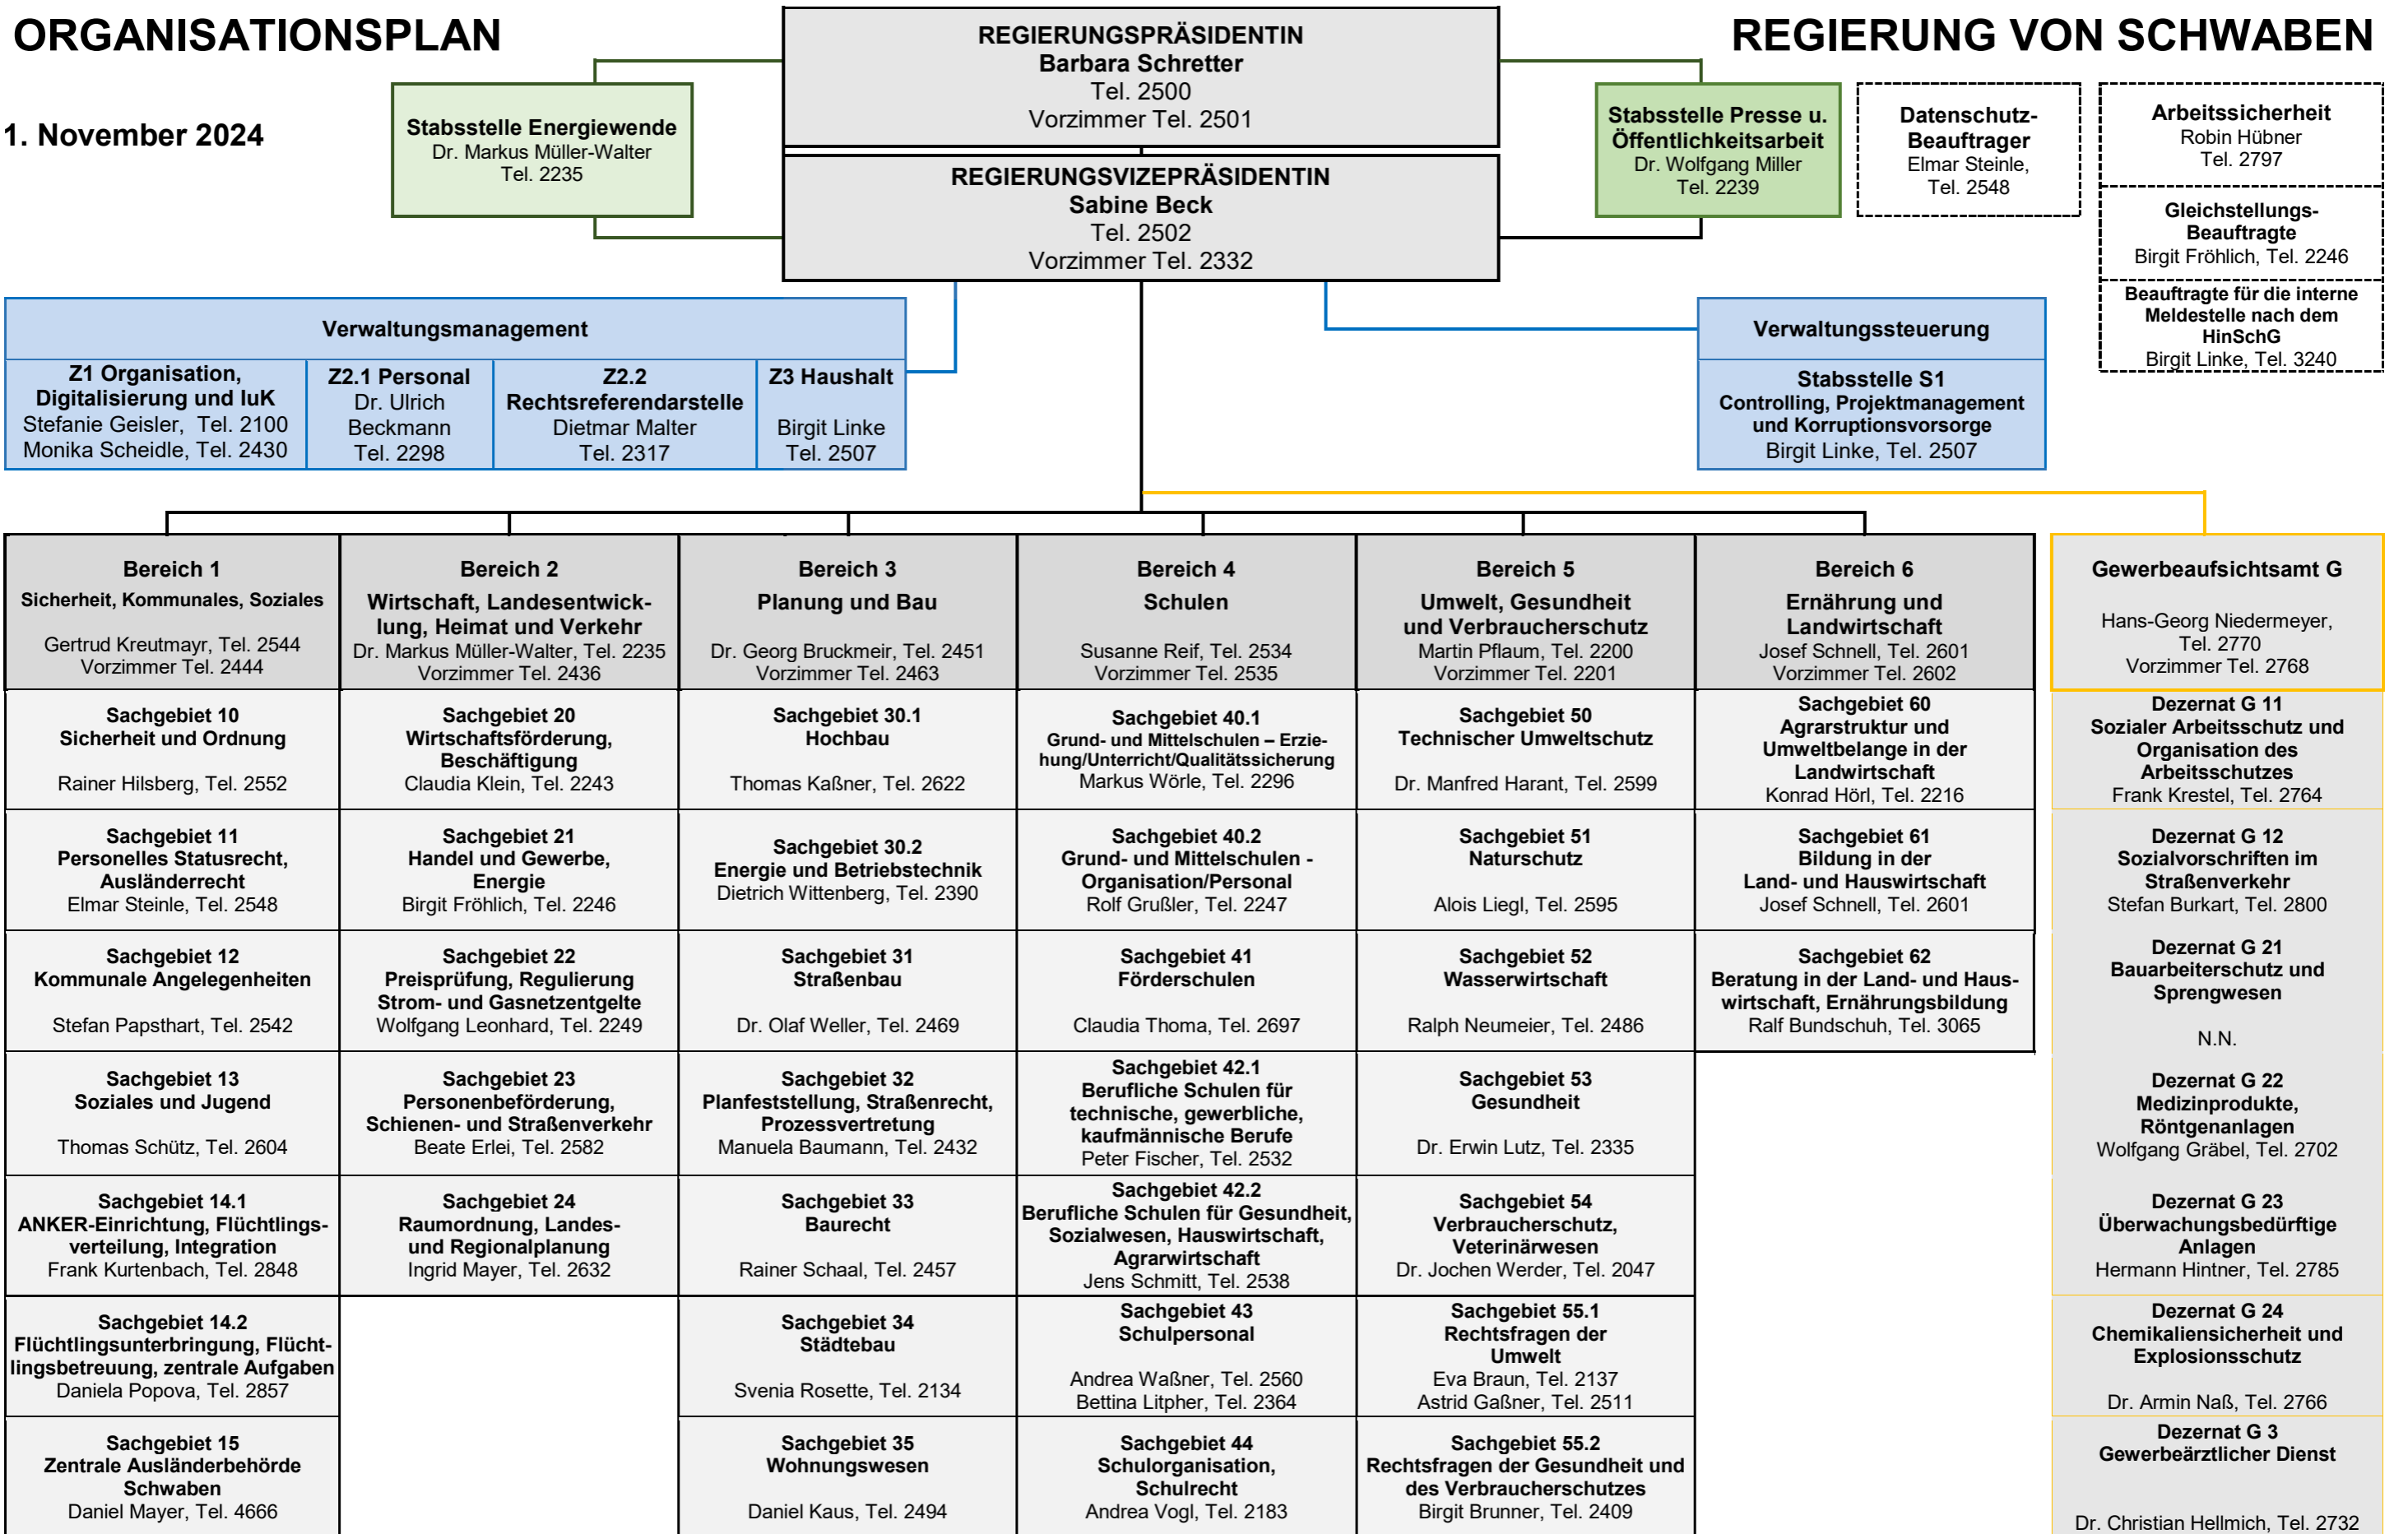 ORGANISATIONSPLAN
REGIERUNG VON SCHWABEN
1. November 2024
REGIERUNGSPRÄSIDENTIN
Barbara Schretter
Tel. 2500
Vorzimmer Tel. 2501
REGIERUNGSVIZEPRÄSIDENTIN
Sabine Beck
Tel. 2502
Vorzimmer Tel. 2332
Stabsstelle Energiewende
Dr. Markus Müller-Walter
Tel. 2235
Stabsstelle Presse u.
Öffentlichkeitsarbeit
Dr. Wolfgang Miller
Tel. 2239
Datenschutz-
Beauftrager
Elmar Steinle,
Tel. 2548
Arbeitssicherheit
Robin Hübner
Tel. 2797
Gleichstellungs-
Beauftragte
Birgit Fröhlich, Tel. 2246
Beauftragte für die interne
Meldestelle nach dem
HinSchG
Birgit Linke, Tel. 3240
Verwaltungsmanagement
Z1 Organisation,
Digitalisierung und IuK
Stefanie Geisler, Tel. 2100
Monika Scheidle, Tel. 2430
Z2.1 Personal
Dr. Ulrich
Beckmann
Tel. 2298
Z2.2
Rechtsreferendarstelle
Dietmar Malter
Tel. 2317
Z3 Haushalt
Birgit Linke
Tel. 2507
Verwaltungssteuerung
Stabsstelle S1
Controlling, Projektmanagement
und Korruptionsvorsorge
Birgit Linke, Tel. 2507
Bereich 1
Sicherheit, Kommunales, Soziales
Gertrud Kreutmayr, Tel. 2544
Vorzimmer Tel. 2444
Sachgebiet 10
Sicherheit und Ordnung
Rainer Hilsberg, Tel. 2552
Sachgebiet 11
Personelles Statusrecht,
Ausländerrecht
Elmar Steinle, Tel. 2548
Sachgebiet 12
Kommunale Angelegenheiten
Stefan Papsthart, Tel. 2542
Sachgebiet 13
Soziales und Jugend
Thomas Schütz, Tel. 2604
Sachgebiet 14.1
ANKER-Einrichtung, Flüchtlings-
verteilung, Integration
Frank Kurtenbach, Tel. 2848
Sachgebiet 14.2
Flüchtlingsunterbringung, Flücht-
lingsbetreuung, zentrale Aufgaben
Daniela Popova, Tel. 2857
Sachgebiet 15
Zentrale Ausländerbehörde
Schwaben
Daniel Mayer, Tel. 4666
Bereich 2
Wirtschaft, Landesentwick-
lung, Heimat und Verkehr
Dr. Markus Müller-Walter, Tel. 2235
Vorzimmer Tel. 2436
Sachgebiet 20
Wirtschaftsförderung,
Beschäftigung
Claudia Klein, Tel. 2243
Sachgebiet 21
Handel und Gewerbe,
Energie
Birgit Fröhlich, Tel. 2246
Sachgebiet 22
Preisprüfung, Regulierung
Strom- und Gasnetzentgelte
Wolfgang Leonhard, Tel. 2249
Sachgebiet 23
Personenbeförderung,
Schienen- und Straßenverkehr
Beate Erlei, Tel. 2582
Sachgebiet 24
Raumordnung, Landes-
und Regionalplanung
Ingrid Mayer, Tel. 2632
Bereich 3
Planung und Bau
Dr. Georg Bruckmeir, Tel. 2451
Vorzimmer Tel. 2463
Sachgebiet 30.1
Hochbau
Thomas Kaßner, Tel. 2622
Sachgebiet 30.2
Energie und Betriebstechnik
Dietrich Wittenberg, Tel. 2390
Sachgebiet 31
Straßenbau
Dr. Olaf Weller, Tel. 2469
Sachgebiet 32
Planfeststellung, Straßenrecht,
Prozessvertretung
Manuela Baumann, Tel. 2432
Sachgebiet 33
Baurecht
Rainer Schaal, Tel. 2457
Sachgebiet 34
Städtebau
Svenia Rosette, Tel. 2134
Sachgebiet 35
Wohnungswesen
Daniel Kaus, Tel. 2494
Bereich 4
Schulen
Susanne Reif, Tel. 2534
Vorzimmer Tel. 2535
Sachgebiet 40.1
Grund- und Mittelschulen – Erzie-
hung/Unterricht/Qualitätssicherung
Markus Wörle, Tel. 2296
Sachgebiet 40.2
Grund- und Mittelschulen -
Organisation/Personal
Rolf Grußler, Tel. 2247
Sachgebiet 41
Förderschulen
Claudia Thoma, Tel. 2697
Sachgebiet 42.1
Berufliche Schulen für
technische, gewerbliche,
kaufmännische Berufe
Peter Fischer, Tel. 2532
Sachgebiet 42.2
Berufliche Schulen für Gesundheit,
Sozialwesen, Hauswirtschaft,
Agrarwirtschaft
Jens Schmitt, Tel. 2538
Sachgebiet 43
Schulpersonal
Andrea Waßner, Tel. 2560
Bettina Litpher, Tel. 2364
Sachgebiet 44
Schulorganisation,
Schulrecht
Andrea Vogl, Tel. 2183
Bereich 5
Umwelt, Gesundheit
und Verbraucherschutz
Martin Pflaum, Tel. 2200
Vorzimmer Tel. 2201
Sachgebiet 50
Technischer Umweltschutz
Dr. Manfred Harant, Tel. 2599
Sachgebiet 51
Naturschutz
Alois Liegl, Tel. 2595
Sachgebiet 52
Wasserwirtschaft
Ralph Neumeier, Tel. 2486
Sachgebiet 53
Gesundheit
Dr. Erwin Lutz, Tel. 2335
Sachgebiet 54
Verbraucherschutz,
Veterinärwesen
Dr. Jochen Werder, Tel. 2047
Sachgebiet 55.1
Rechtsfragen der
Umwelt
Eva Braun, Tel. 2137
Astrid Gaßner, Tel. 2511
Sachgebiet 55.2
Rechtsfragen der Gesundheit und
des Verbraucherschutzes
Birgit Brunner, Tel. 2409
Bereich 6
Ernährung und
Landwirtschaft
Josef Schnell, Tel. 2601
Vorzimmer Tel. 2602
Sachgebiet 60
Agrarstruktur und
Umweltbelange in der
Landwirtschaft
Konrad Hörl, Tel. 2216
Sachgebiet 61
Bildung in der
Land- und Hauswirtschaft
Josef Schnell, Tel. 2601
Sachgebiet 62
Beratung in der Land- und Haus-
wirtschaft, Ernährungsbildung
Ralf Bundschuh, Tel. 3065
Gewerbeaufsichtsamt G
Hans-Georg Niedermeyer,
Tel. 2770
Vorzimmer Tel. 2768
Dezernat G 11
Sozialer Arbeitsschutz und
Organisation des
Arbeitsschutzes
Frank Krestel, Tel. 2764
Dezernat G 12
Sozialvorschriften im
Straßenverkehr
Stefan Burkart, Tel. 2800
Dezernat G 21
Bauarbeiterschutz und
Sprengwesen
N.N.
Dezernat G 22
Medizinprodukte,
Röntgenanlagen
Wolfgang Gräbel, Tel. 2702
Dezernat G 23
Überwachungsbedürftige
Anlagen
Hermann Hintner, Tel. 2785
Dezernat G 24
Chemikaliensicherheit und
Explosionsschutz
Dr. Armin Naß, Tel. 2766
Dezernat G 3
Gewerbeärztlicher Dienst
Dr. Christian Hellmich, Tel. 2732